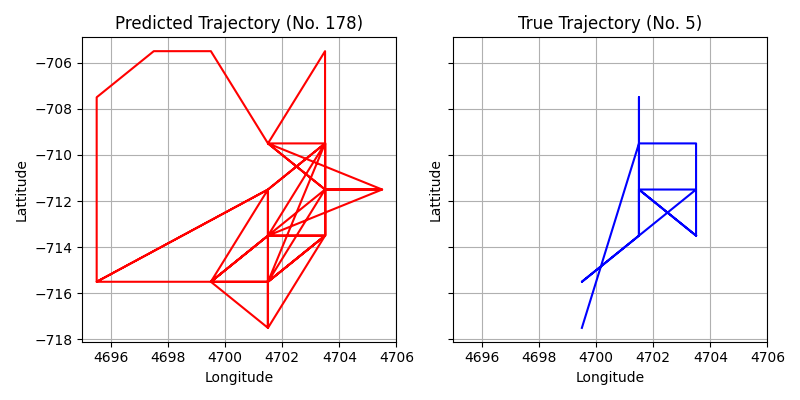 Predicted Trajectory (No. 178)
−706
−708
−710
−712
−714
−716
−718
Lattitude
4696 4698 4700 4702 4704 4706
Longitude
True Trajectory (No. 5)
Lattitude
4696 4698 4700 4702 4704 4706
Longitude